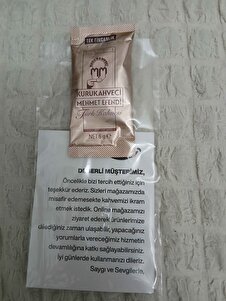 TEK FİNCANLIK
MM
KURUKAHVECİ
MEHMET EFENDİ
Türk Kahvesi
NET 6 g e
DEĞERLİ MÜŞTERİMİZ,
Öncelikle bizi tercih ettiğiniz için
teşekkür ederiz. Sizleri mağazamızda
misafir edemesekte kahvemizi ikram
etmek istedik. Online mağazamızı
ziyaret ederek ürünlerimize
dilediğiniz zaman ulaşabilir, yapacağınız
yorumlarla vereceğimiz hizmetin
devamlılığına katkı sağlayabilirsiniz.
İyi günlerde kullanmanızı dileriz.
Saygı ve Sevgilerle,